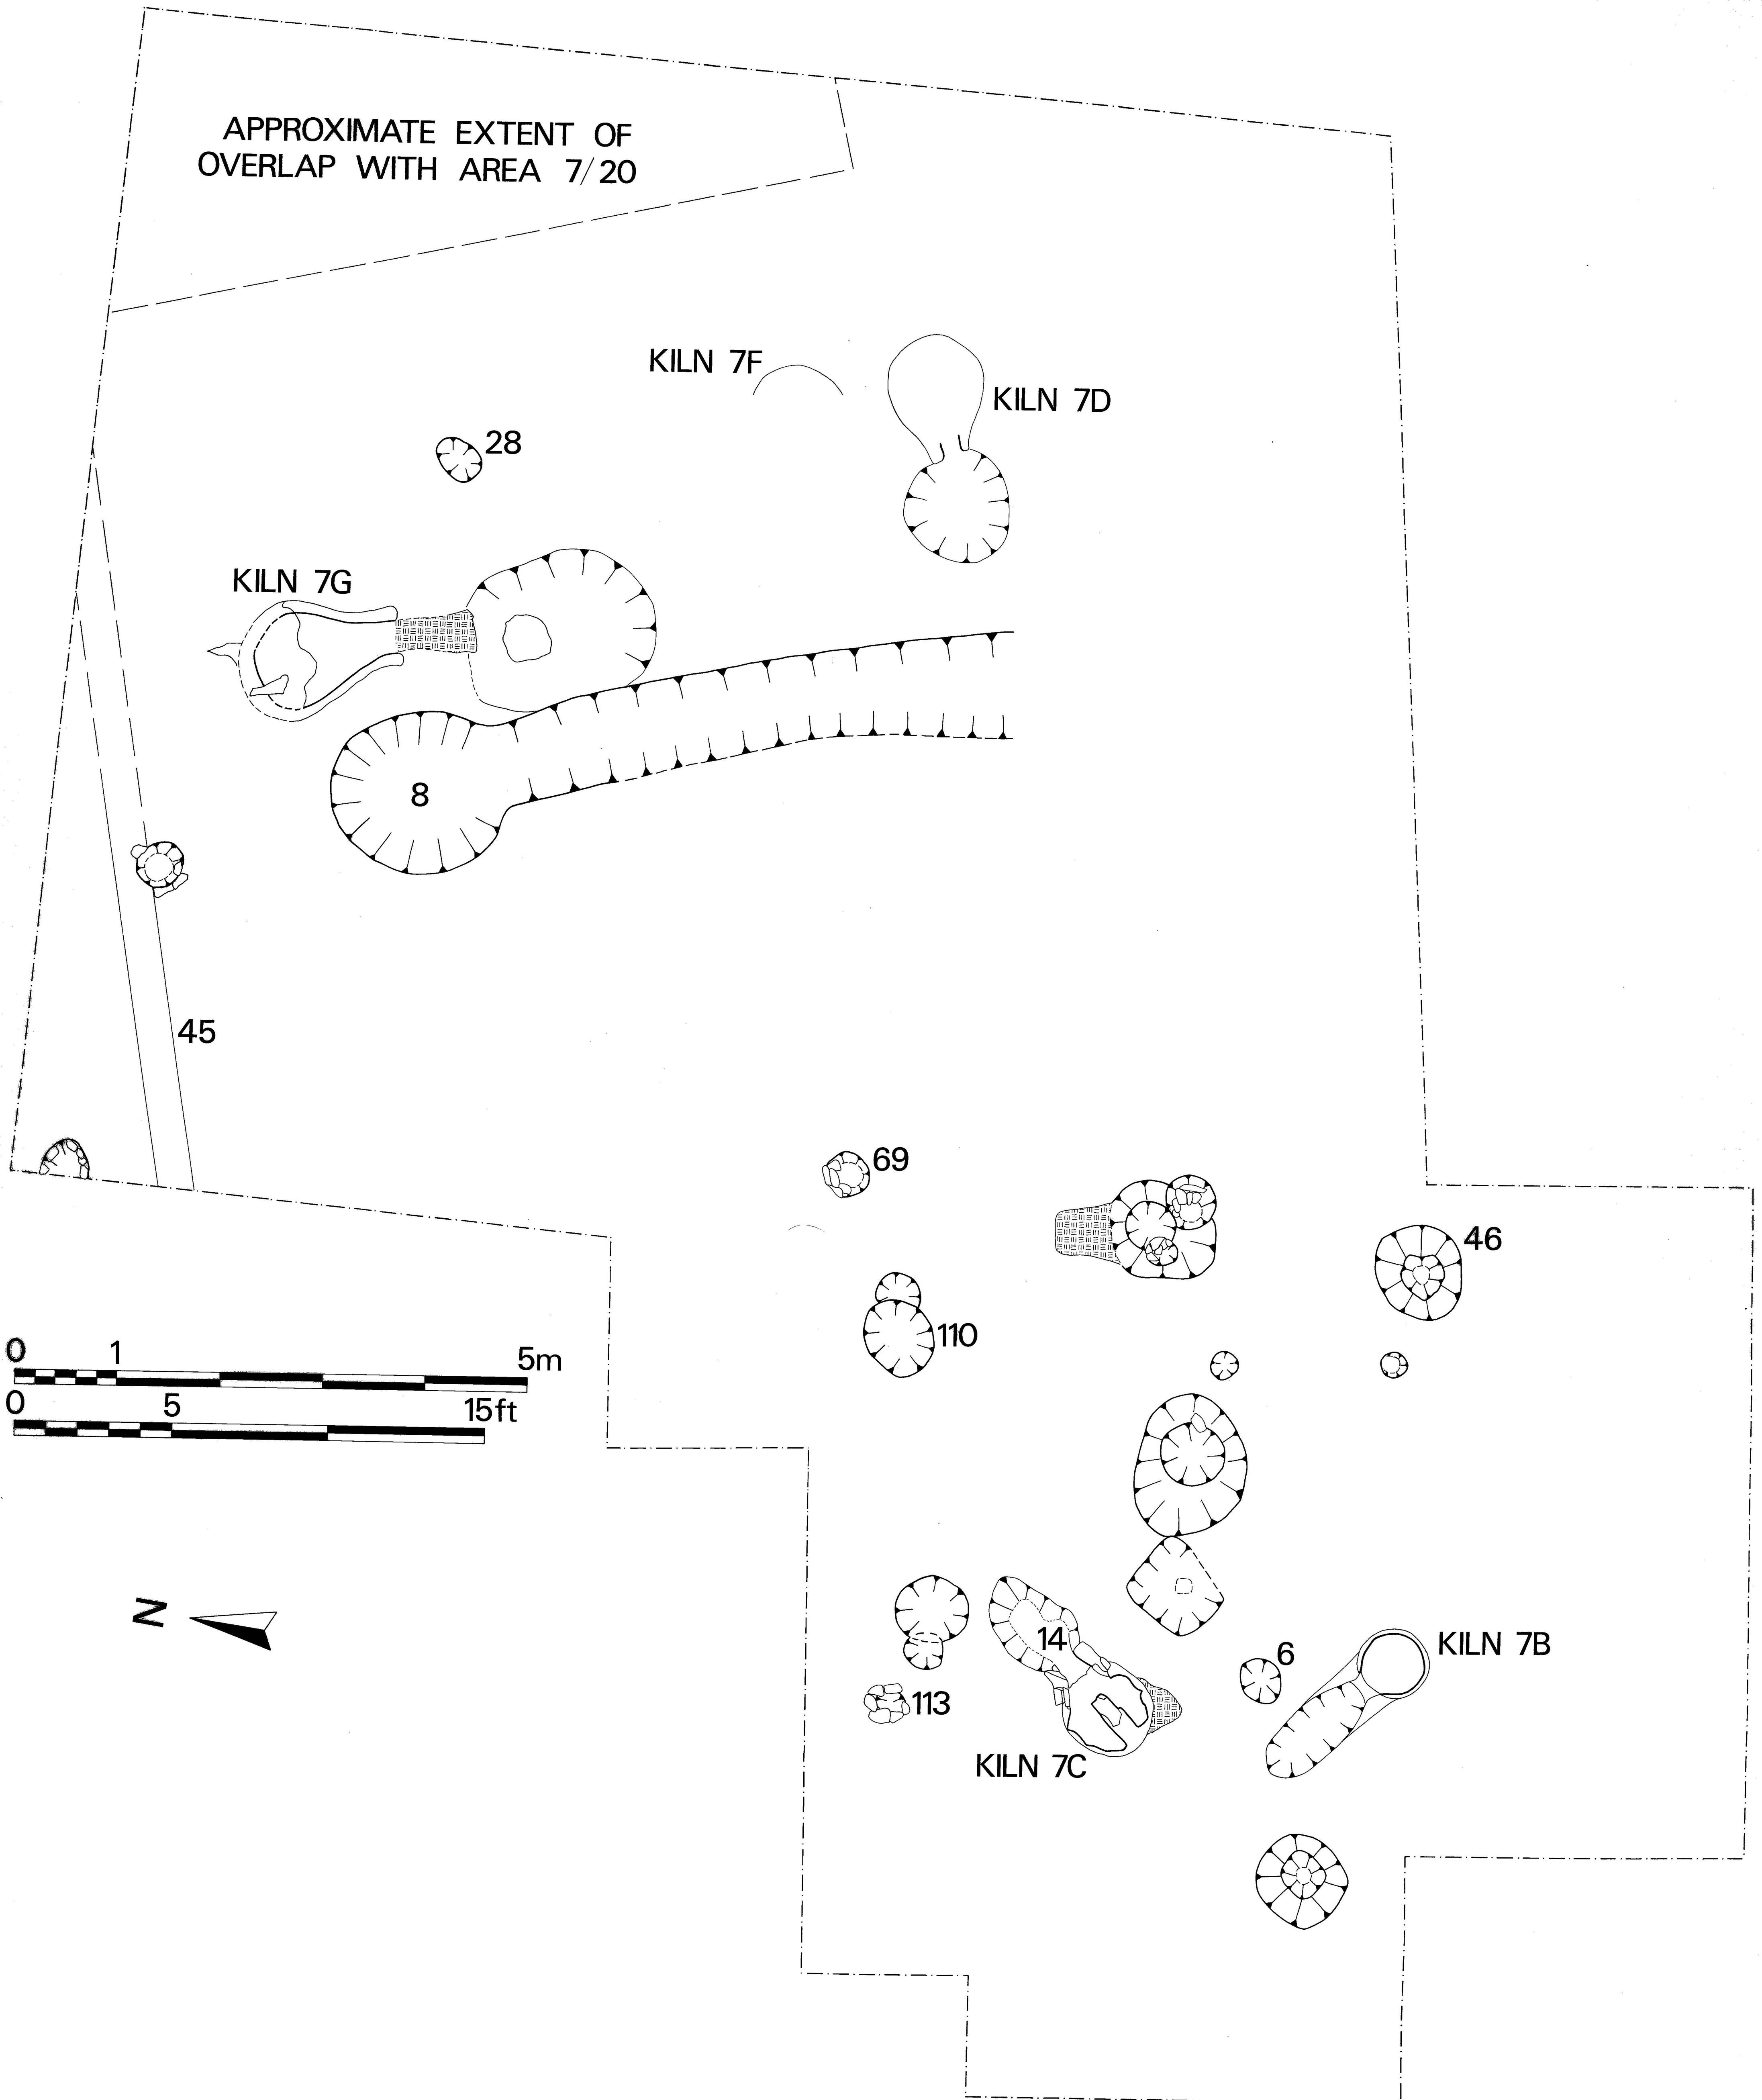 APPROXIMATE EXTENT OF
OVERLAP WITH AREA 7/20
KILN 7F
KILN 7D
28
KILN 7G
8
45
69
46
110
0 1 5m
0 5 15ft
N
14
6
KILN 7B
113
KILN 7C